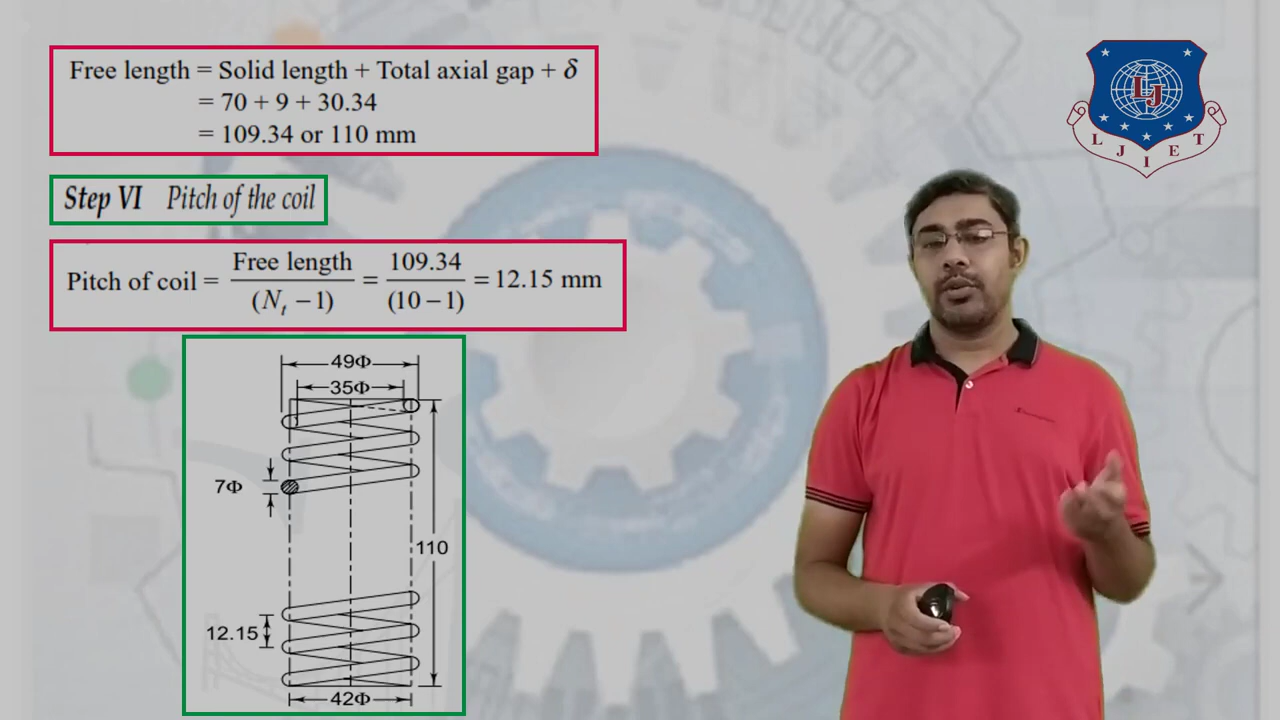 Free length = Solid length + Total axial gap + δ
= 70 + 9 + 30.34
= 109.34 or 110 mm
Step VI Pitch of the coil
Pitch of coil = Free length / (Nₜ − 1) = 109.34 / (10 − 1) = 12.15 mm
49Φ
35Φ
7Φ
110
12.15
42Φ
LJ
L J I E T